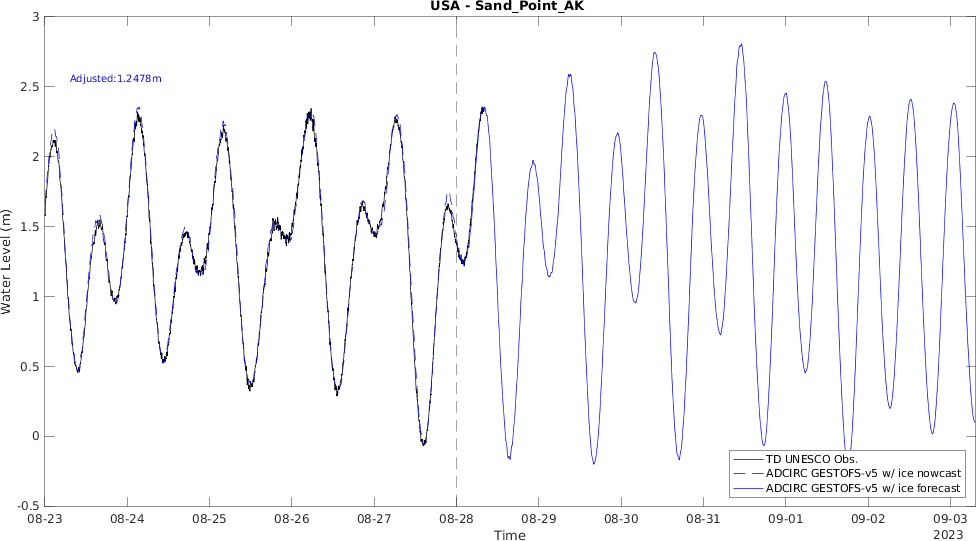 USA - Sand_Point_AK
Adjusted:1.2478m
Water Level (m)
3
2.5
2
1.5
1
0.5
0
-0.5
08-23 08-24 08-25 08-26 08-27 08-28 08-29 08-30 08-31 09-01 09-02 09-03
Time
2023
TD UNESCO Obs.
ADCIRC GESTOFS-v5 w/ ice nowcast
ADCIRC GESTOFS-v5 w/ ice forecast